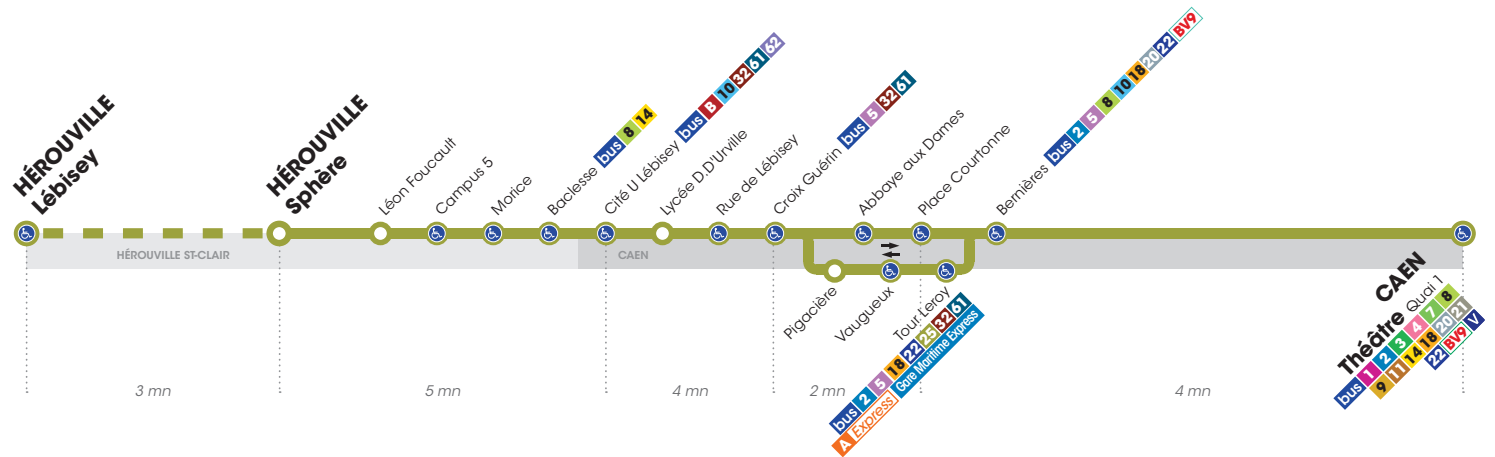 HÉROUVILLE
Lébisey
HÉROUVILLE
Sphère
Léon Foucault
Campus 5
Morice
Baclesse bus 8 14
Cité U Lébisey bus B 10 32 61 62
Lycée D.D'Urville
Rue de Lébisey
Croix Guérin bus 5 32 61
Abbaye aux Dames
Place Courtonne
Bernières bus 2 5 8 10 18 20 22 BV9
HÉROUVILLE ST-CLAIR
CAEN
Pigacière
Vaugueux
Tour Leroy
bus 2 5 18 22 25 32 61
A Express Gare Maritime Express
CAEN
Théâtre Quai 1
bus 1 2 3 4 7 8
9 11 14 18 20 21
22 BV9 V
3 mn
5 mn
4 mn
2 mn
4 mn